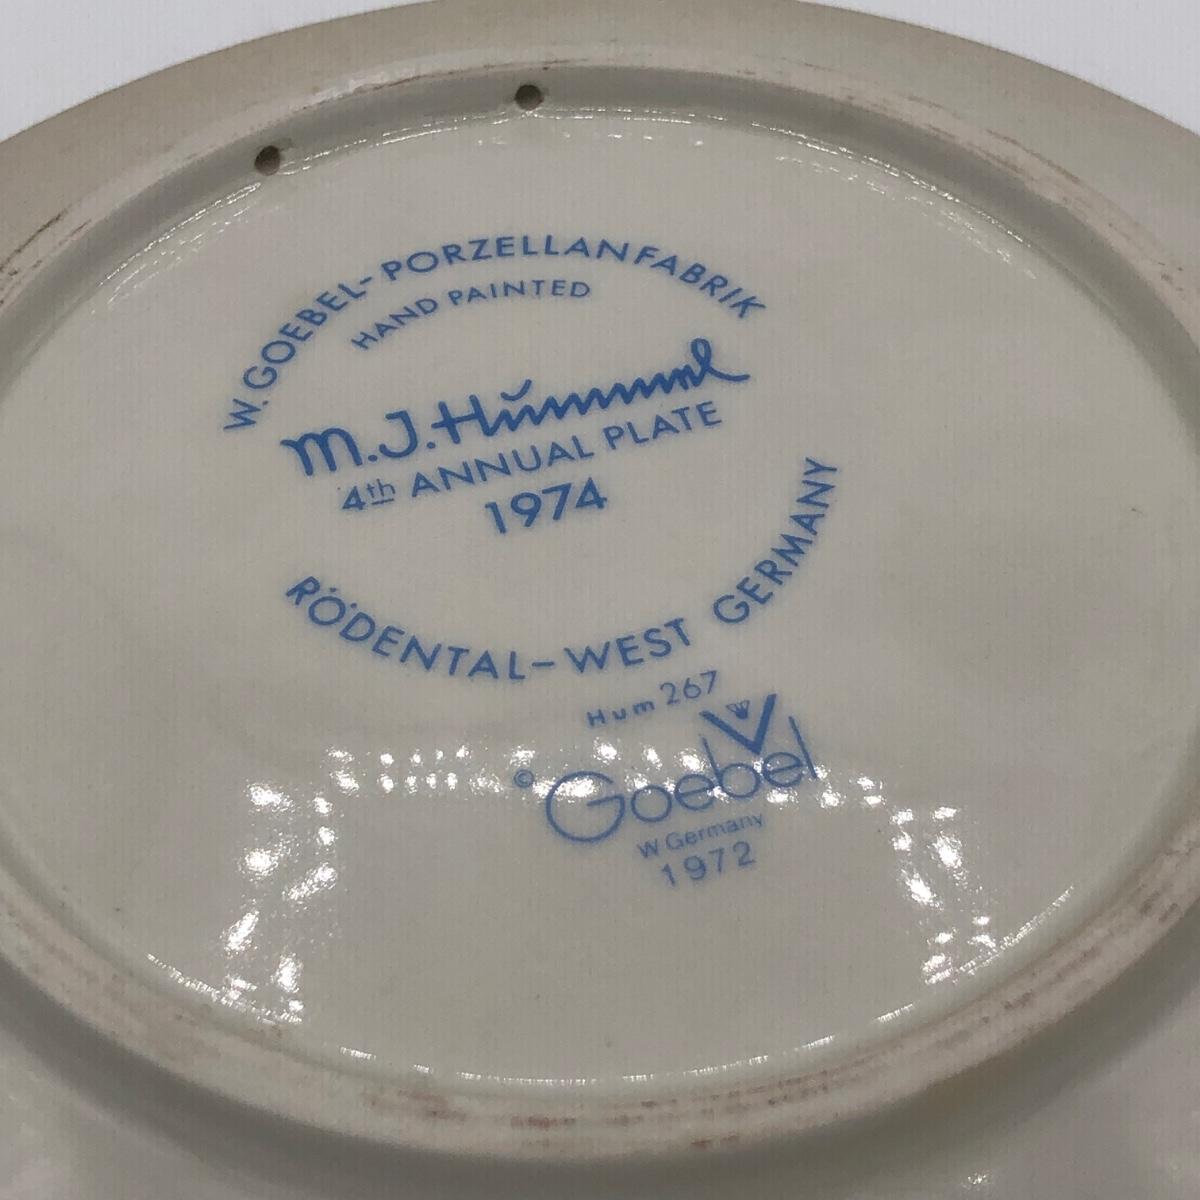 W. GOEBEL-PORZELLANFABRIK
HAND PAINTED
M.J.Hummel
4th ANNUAL PLATE
1974
RÖDENTAL-WEST GERMANY
Hum 267
© Goebel
W Germany
1972